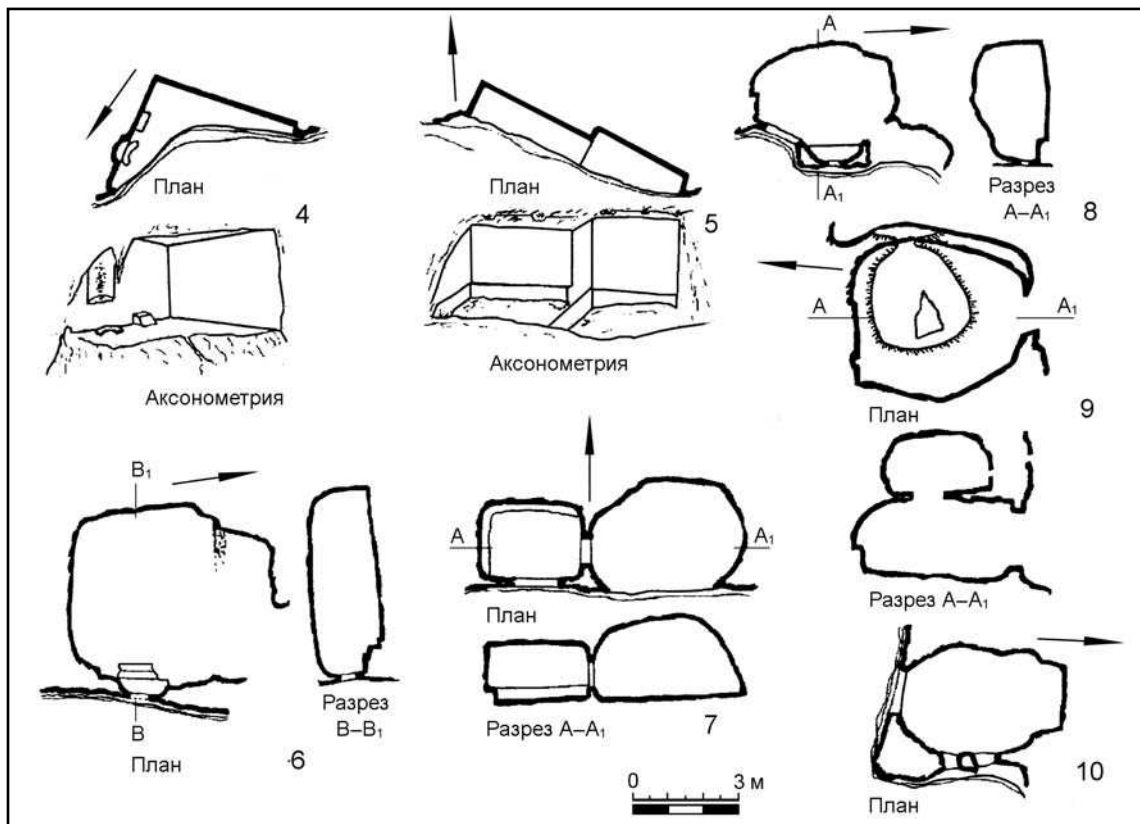 План
4
Аксонометрия
План
5
Аксонометрия
A
A₁
Разрез
A–A₁
8
A
A₁
План
9
Разрез A–A₁
B₁
B
План
Разрез
B–B₁
6
A
A₁
План
Разрез A–A₁
7
0 3 м
План
10